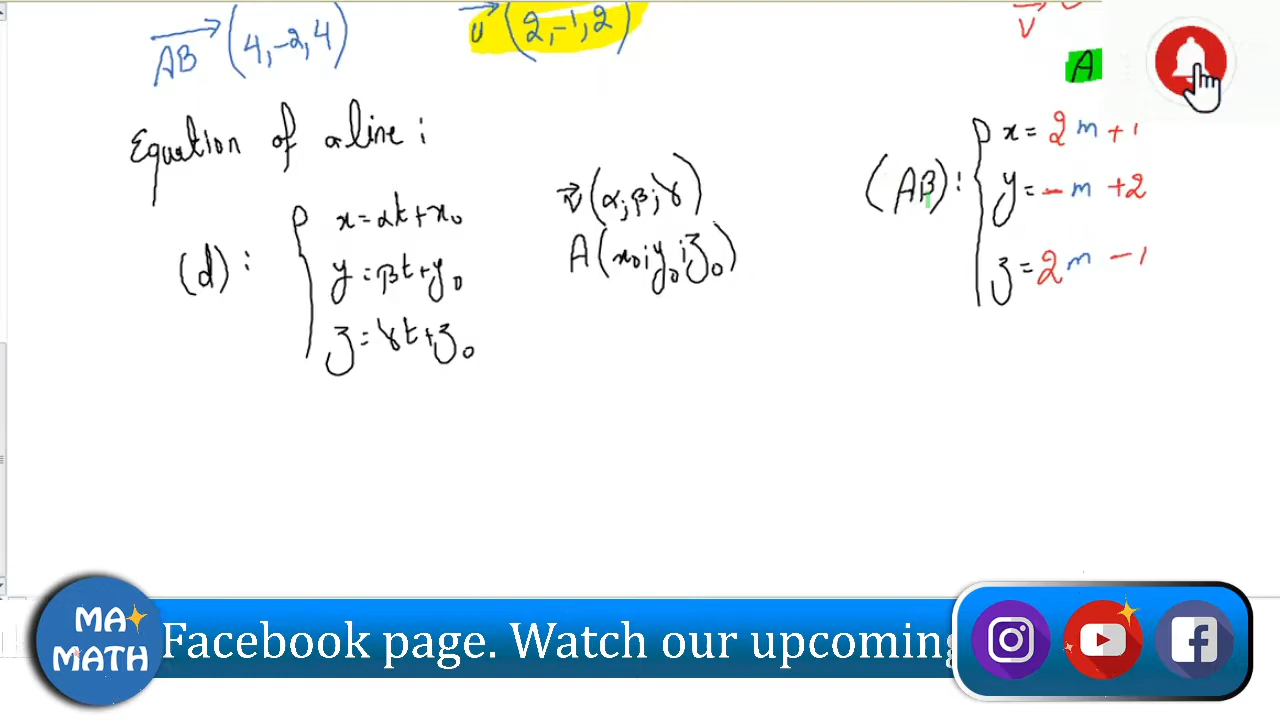 AB (4, -2, 4)
u (2, -1, 2)
v
A
Equation of a line :
(d) : { x = αt + x₀
y = βt + y₀
z = γt + z₀
v (α; β; γ)
A (x₀; y₀; z₀)
(AB) : { x = 2m + 1
y = -m + 2
z = 2m - 1
MA
MATH
Facebook page. Watch our upcoming